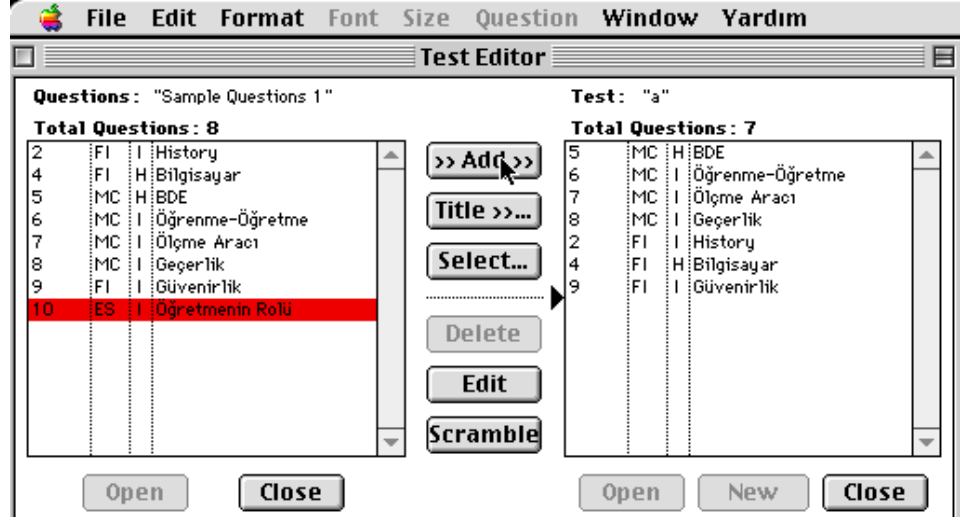 File Edit Format Font Size Question Window Yardım
Test Editor
Questions: "Sample Questions 1"
Total Questions: 8
2 FI I History
4 FI H Bilgisayar
5 MC H BDE
6 MC I Öğrenme-Öğretme
7 MC I Ölçme Aracı
8 MC I Geçerlik
9 FI I Güvenirlik
10 ES I Öğretmenin Rolü
Open Close
>> Add >>
Title >>...
Select...
Delete
Edit
Scramble
Test: "a"
Total Questions: 7
5 MC H BDE
6 MC I Öğrenme-Öğretme
7 MC I Ölçme Aracı
8 MC I Geçerlik
2 FI I History
4 FI H Bilgisayar
9 FI I Güvenirlik
Open New Close